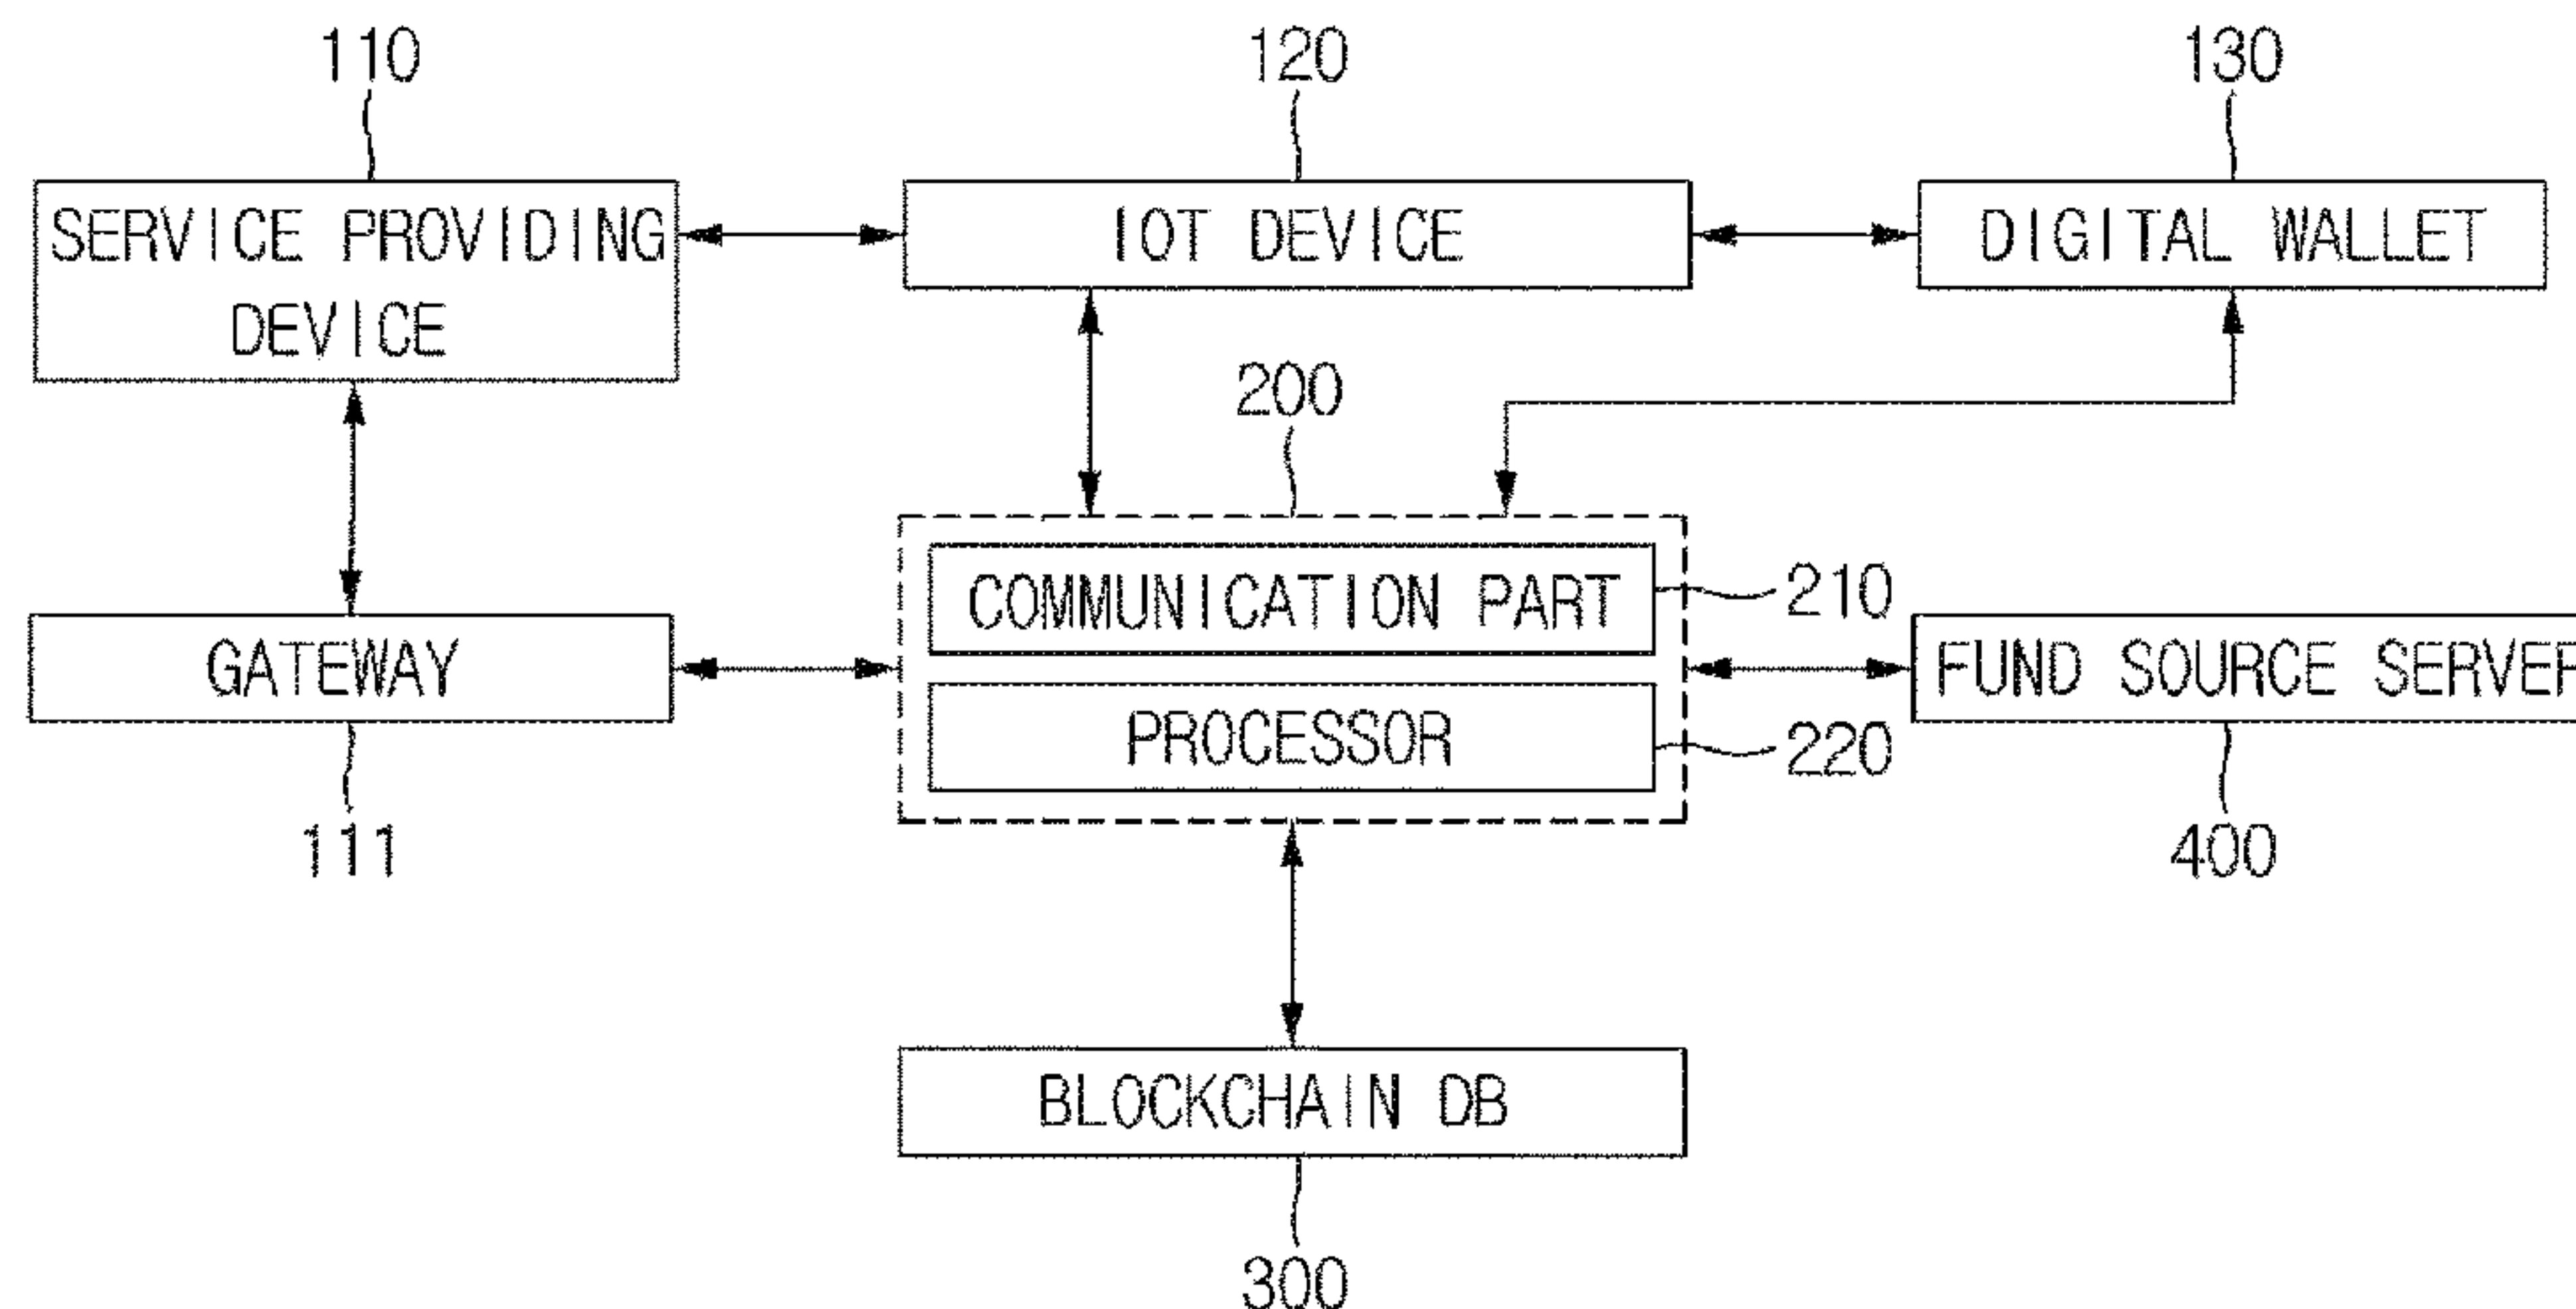 110
120
130
SERVICE PROVIDING
DEVICE
IOT DEVICE
DIGITAL WALLET
200
COMMUNICATION PART
210
GATEWAY
FUND SOURCE SERVER
PROCESSOR
220
111
400
BLOCKCHAIN DB
300